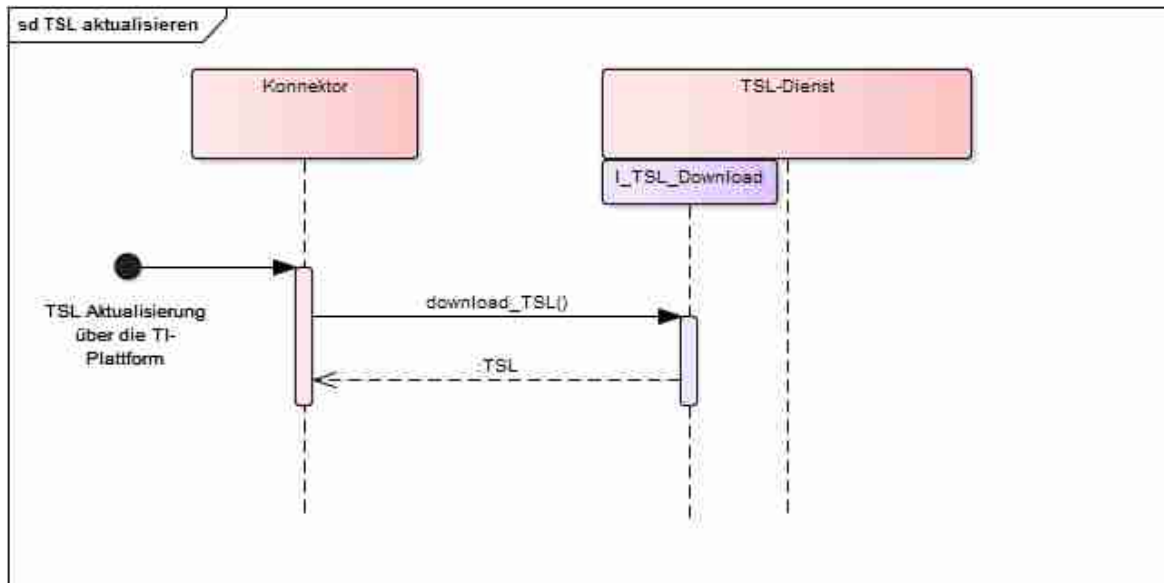 sd TSL aktualisieren
Konnektor
TSL-Dienst
I_TSL_Download
TSL Aktualisierung
über die TI-
Plattform
download_TSL()
:TSL